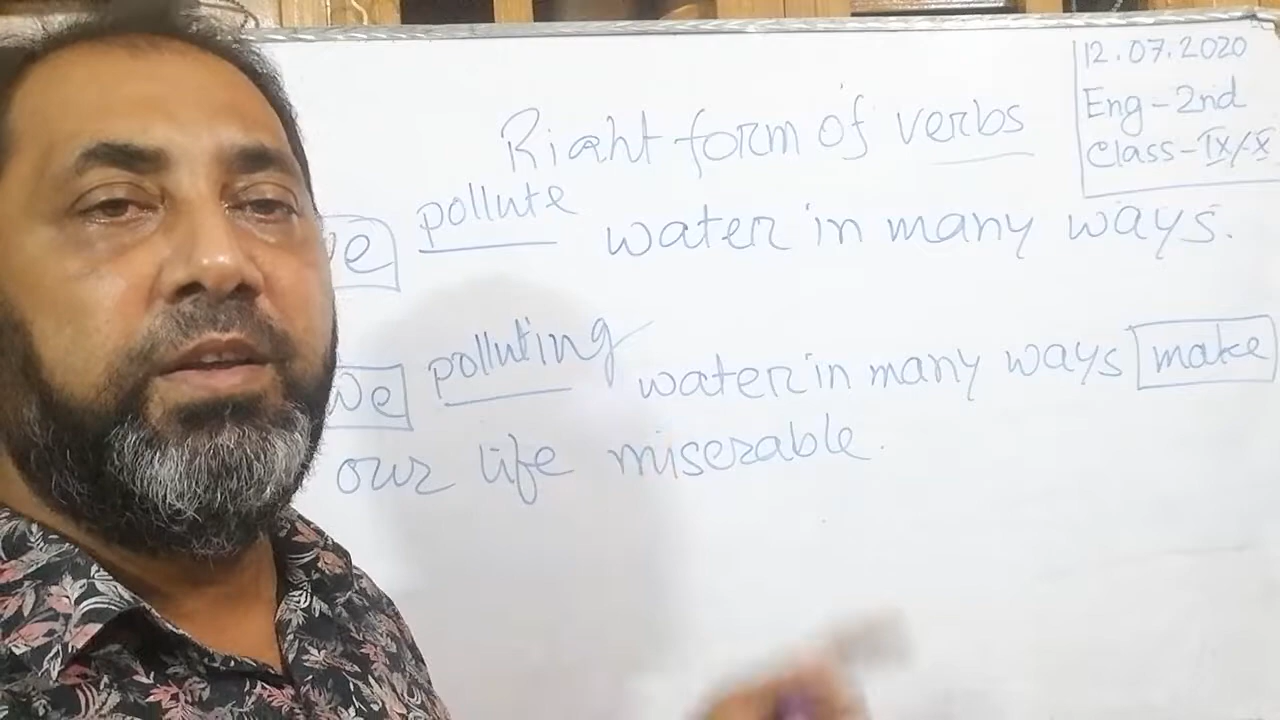 12.07.2020
Eng-2nd
Class-IX/X
Right form of verbs
pollute
water in many ways.
We polluting water in many ways make
our life miserable.